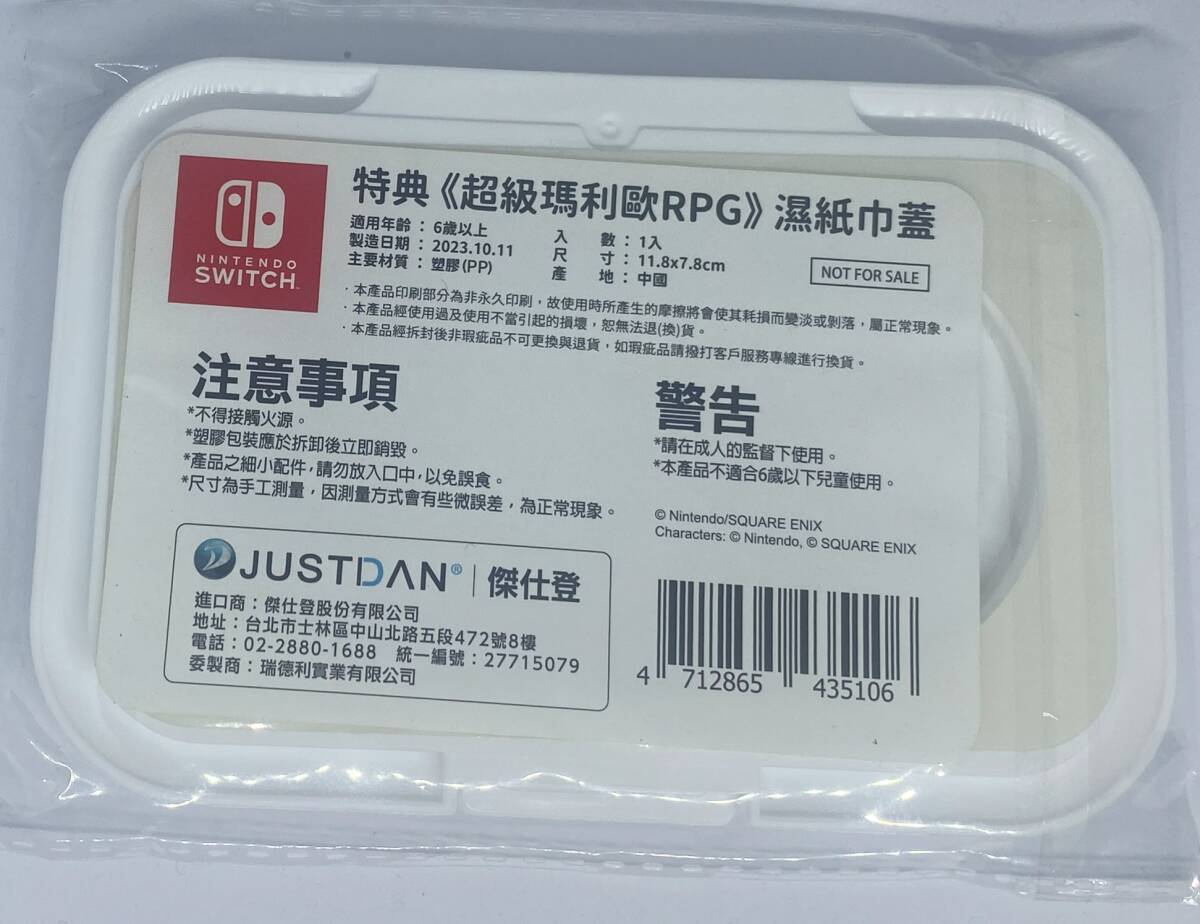 NINTENDO
SWITCH
特典《超級瑪利歐RPG》濕紙巾蓋
適用年齡：6歲以上 入數：1入
製造日期：2023.10.11 尺寸：11.8x7.8cm
主要材質：塑膠(PP) 產地：中國
NOT FOR SALE
·本產品印刷部分為非永久印刷，故使用時所產生的摩擦將會使其耗損而變淡或剝落，屬正常現象。
·本產品經使用過及使用不當引起的損壞，恕無法退(換)貨。
·本產品經拆封後非瑕疵品不可更換與退貨，如瑕疵品請撥打客戶服務專線進行換貨。
注意事項
*不得接觸火源。
*塑膠包裝應於拆卸後立即銷毀。
*產品之細小配件，請勿放入口中，以免誤食。
*尺寸為手工測量，因測量方式會有些微誤差，為正常現象。
警告
*請在成人的監督下使用。
*本產品不適合6歲以下兒童使用。
© Nintendo/SQUARE ENIX
Characters: © Nintendo, © SQUARE ENIX
JUSTDAN® | 傑仕登
進口商：傑仕登股份有限公司
地址：台北市士林區中山北路五段472號8樓
電話：02-2880-1688 統一編號：27715079
委製商：瑞德利實業有限公司
4 712865 435106